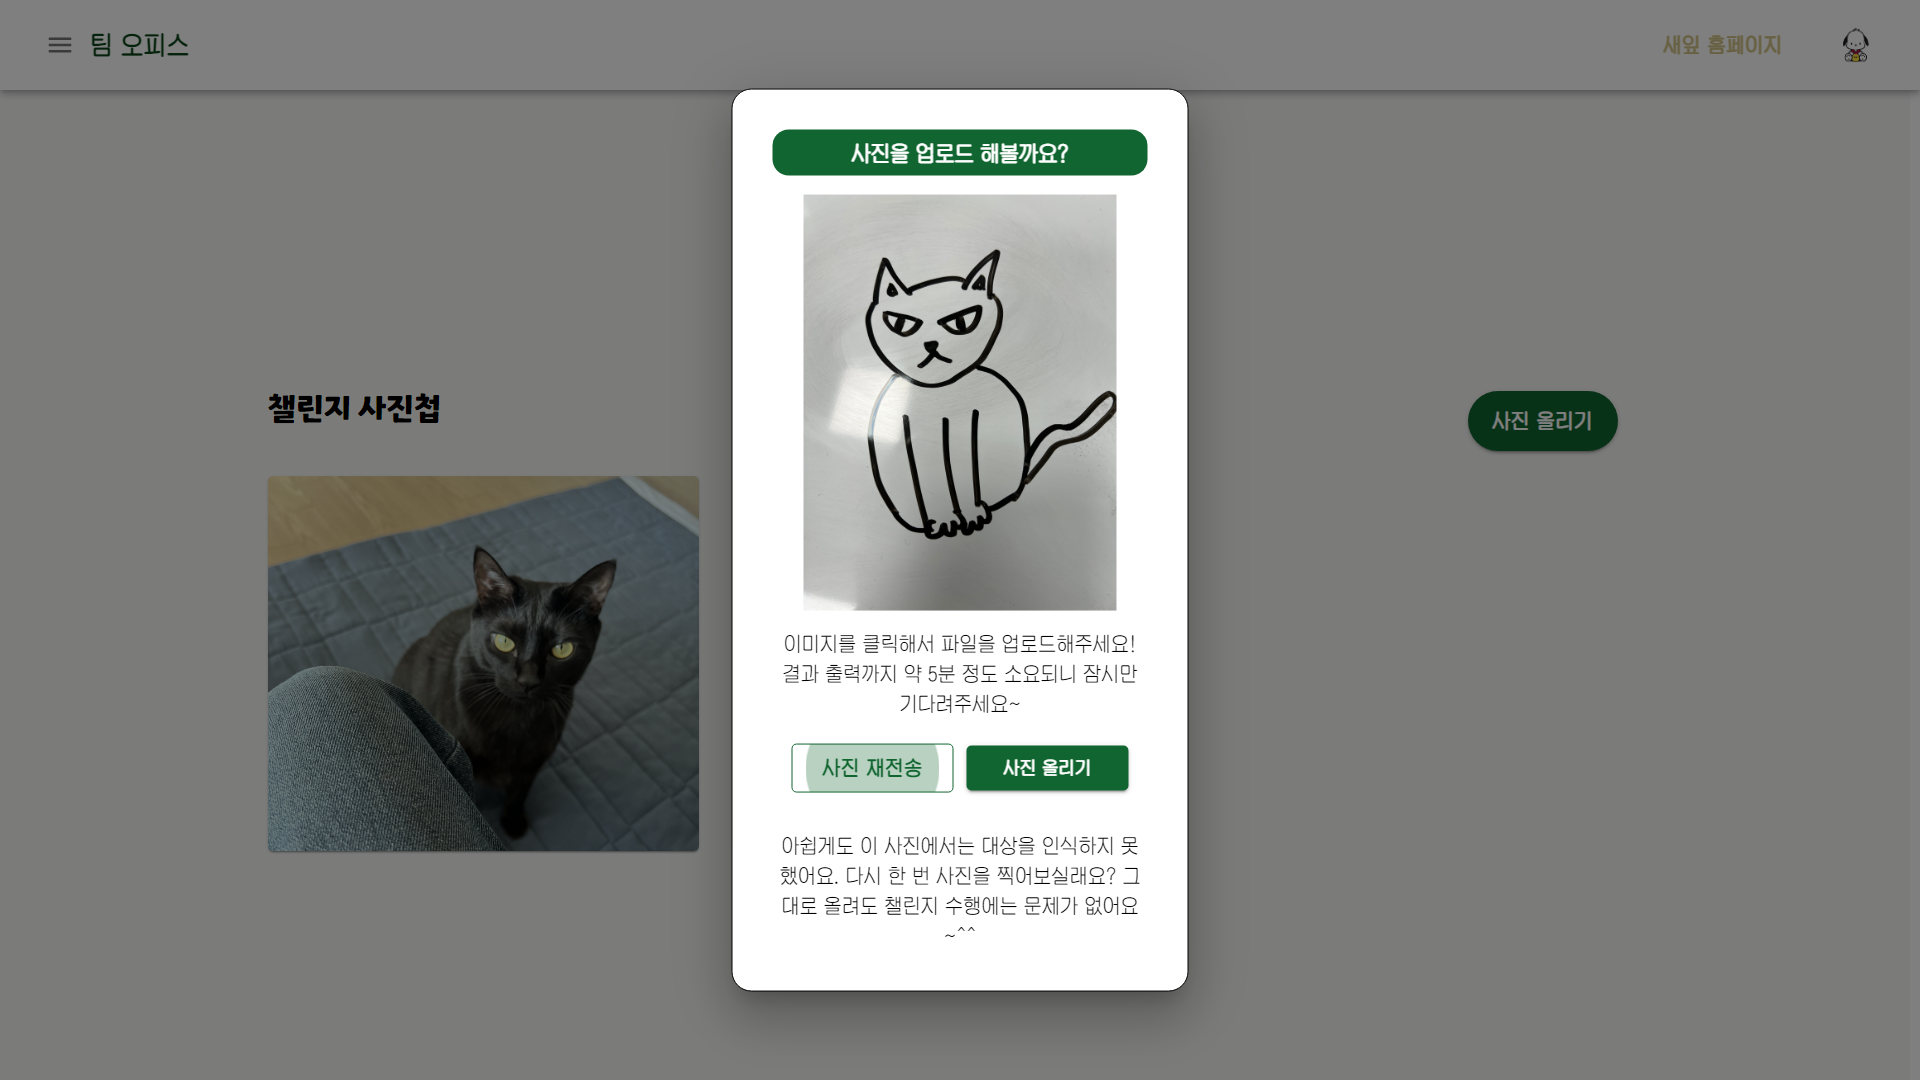 팀 오피스
새잎 홈페이지
사진을 업로드 해볼까요?
챌린지 사진첩
사진 올리기
이미지를 클릭해서 파일을 업로드해주세요!
결과 출력까지 약 5분 정도 소요되니 잠시만
기다려주세요~
사진 재전송
사진 올리기
아쉽게도 이 사진에서는 대상을 인식하지 못
했어요. 다시 한 번 사진을 찍어보실래요? 그
대로 올려도 챌린지 수행에는 문제가 없어요
~^^